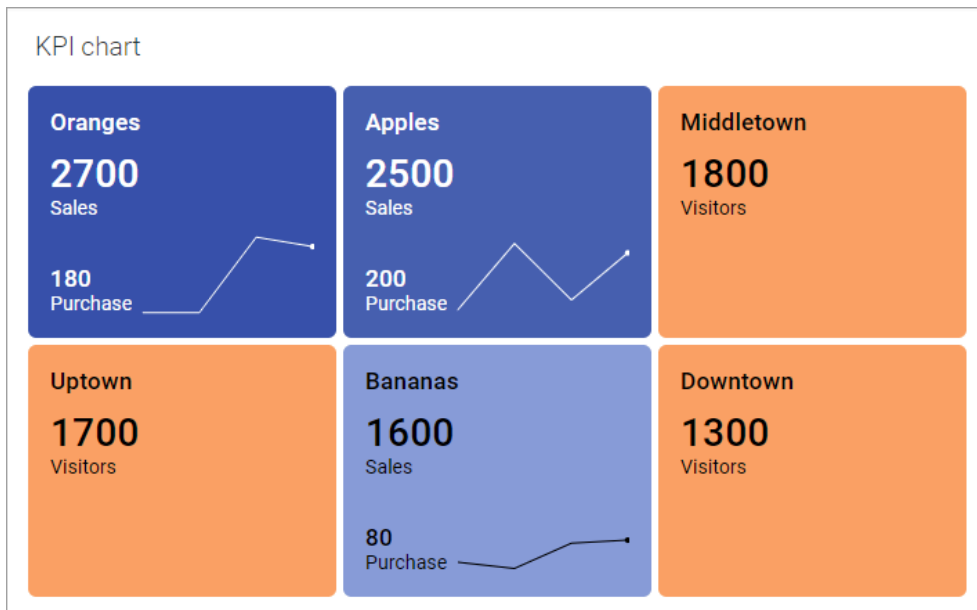 KPI chart
Oranges
2700
Sales
180
Purchase
Apples
2500
Sales
200
Purchase
Middletown
1800
Visitors
Uptown
1700
Visitors
Bananas
1600
Sales
80
Purchase
Downtown
1300
Visitors